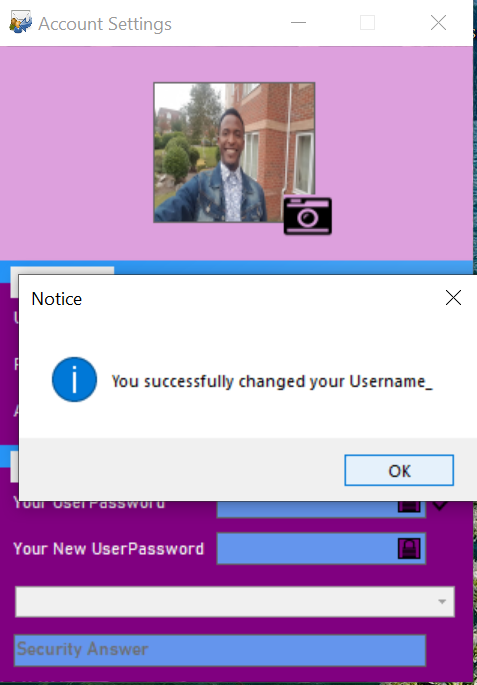 Account Settings
Notice
You successfully changed your Username_
OK
Your UserPassword
Your New UserPassword
Security Answer